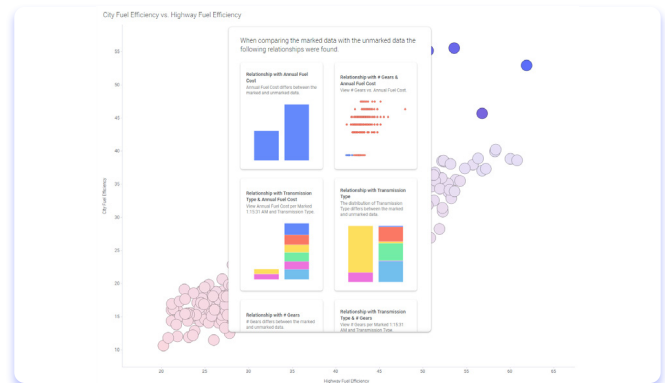 City Fuel Efficiency vs. Highway Fuel Efficiency
When comparing the marked data with the unmarked data the
following relationships were found.
Relationship with Annual Fuel
Cost
Annual Fuel Cost differs between the
marked and unmarked data.
Relationship with # Gears &
Annual Fuel Cost
View # Gears vs. Annual Fuel Cost.
Relationship with Transmission
Type & Annual Fuel Cost
View Annual Fuel Cost per Marked
1:15:31 AM and Transmission Type.
Relationship with Transmission
Type
The distribution of Transmission
Type differs between the marked
and unmarked data.
Relationship with # Gears
# Gears differs between the marked
and unmarked data.
Relationship with Transmission
Type & # Gears
View # Gears per Marked 1:15:31
AM and Transmission Type.
City Fuel Efficiency
55
50
45
40
35
30
25
20
15
10
20
25
30
35
40
45
50
55
60
65
Highway Fuel Efficiency